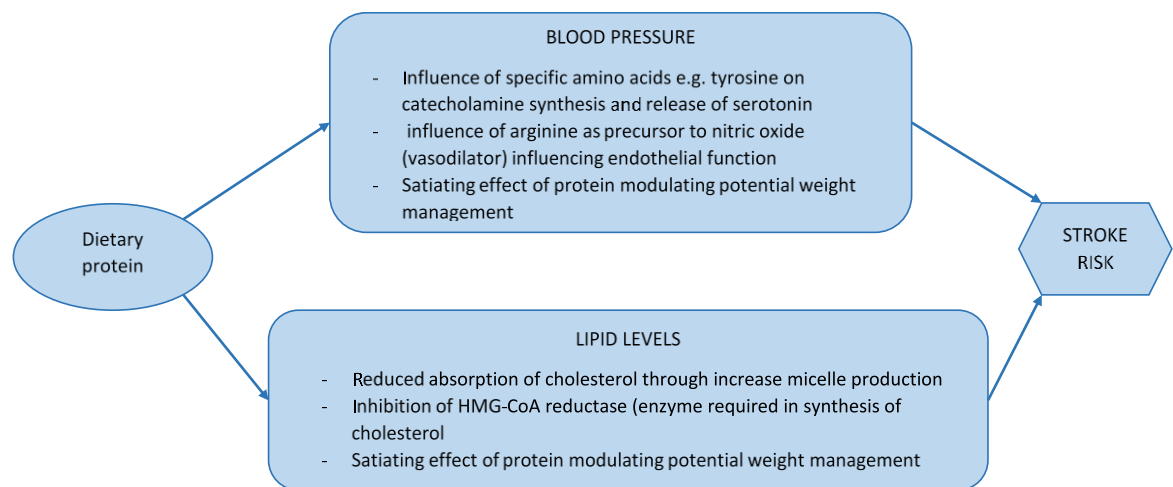 BLOOD PRESSURE
- Influence of specific amino acids e.g. tyrosine on
catecholamine synthesis and release of serotonin
- influence of arginine as precursor to nitric oxide
(vasodilator) influencing endothelial function
- Satiating effect of protein modulating potential weight
management
Dietary
protein
STROKE
RISK
LIPID LEVELS
- Reduced absorption of cholesterol through increase micelle production
- Inhibition of HMG-CoA reductase (enzyme required in synthesis of
cholesterol
- Satiating effect of protein modulating potential weight management